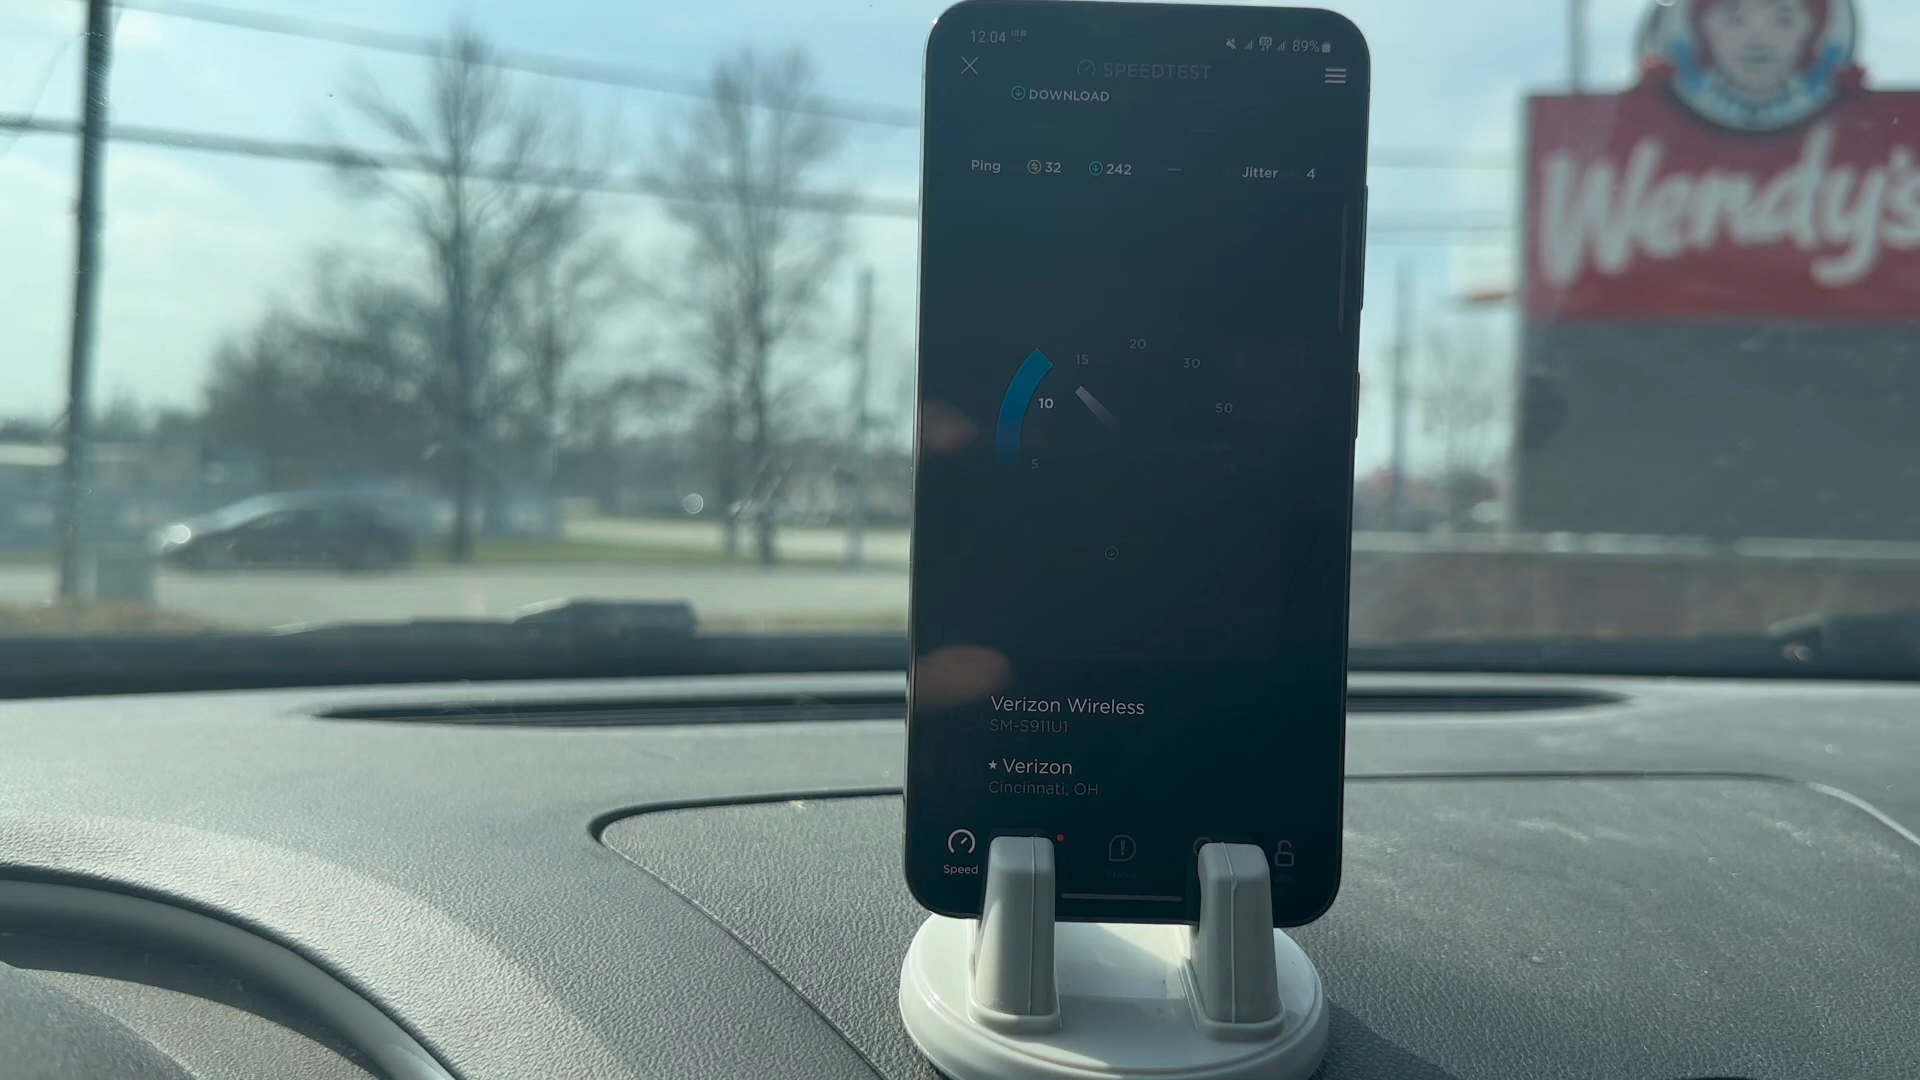 12:04
89%
SPEEDTEST
DOWNLOAD
Ping 32 242 — Jitter 4
20
15
30
10
50
5
Verizon Wireless
SM-S911U1
Verizon
Cincinnati, OH
Speed
Status
Wendy's